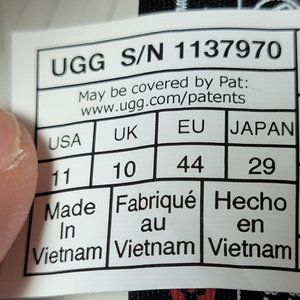 UGG S/N 1137970
May be covered by Pat:
www.ugg.com/patents
USA UK EU JAPAN
11 10 44 29
Made Fabriqué Hecho
In au en
Vietnam Vietnam Vietnam